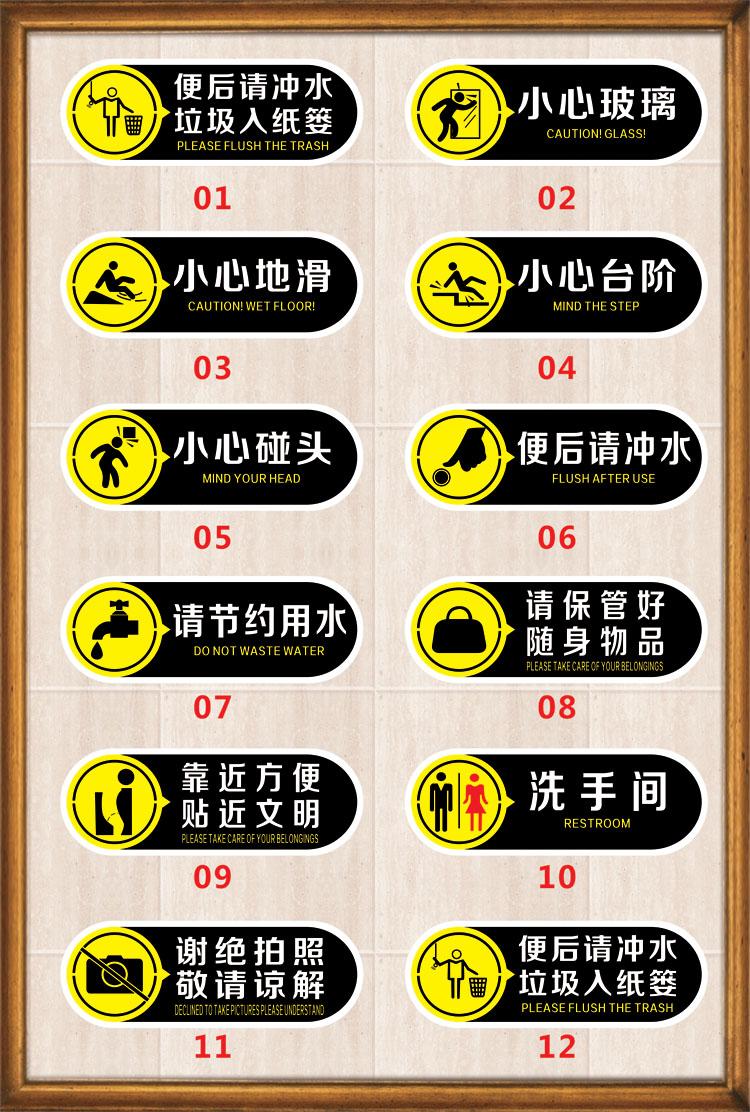 便后请冲水
垃圾入纸篓
PLEASE FLUSH THE TRASH
01
小心玻璃
CAUTION! GLASS!
02
小心地滑
CAUTION! WET FLOOR!
03
小心台阶
MIND THE STEP
04
小心碰头
MIND YOUR HEAD
05
便后请冲水
FLUSH AFTER USE
06
请节约用水
DO NOT WASTE WATER
07
请保管好
随身物品
PLEASE TAKE CARE OF YOUR BELONGINGS
08
靠近方便
贴近文明
PLEASE TAKE CARE OF YOUR BELONGINGS
09
洗手间
RESTROOM
10
谢绝拍照
敬请谅解
DECLINED TO TAKE PICTURES PLEASE UNDERSTAND
11
便后请冲水
垃圾入纸篓
PLEASE FLUSH THE TRASH
12